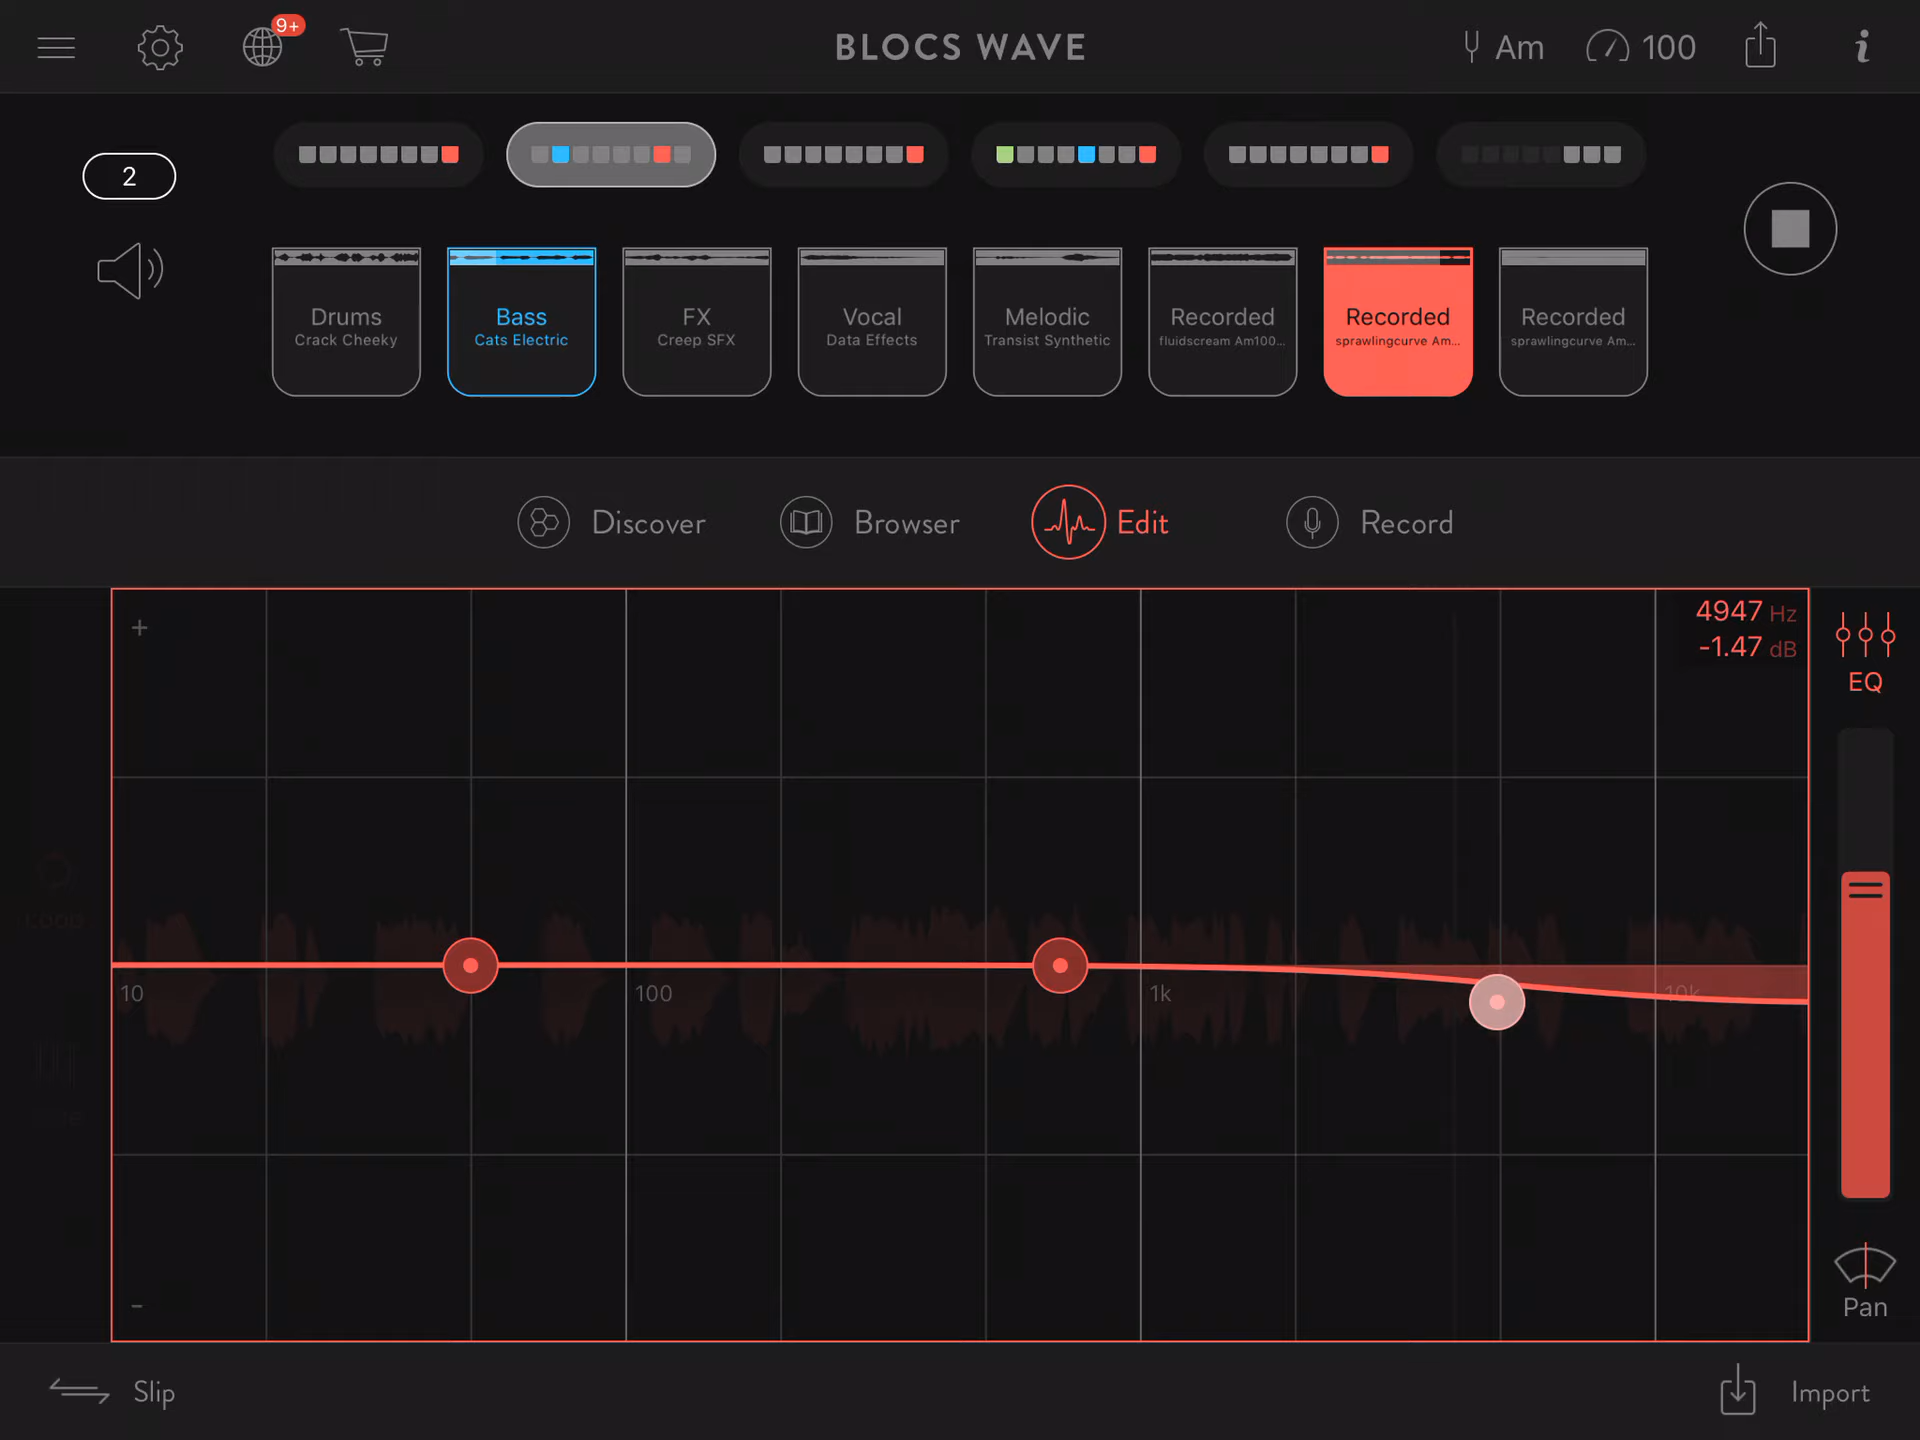 9+
BLOCS WAVE
Am
100
i
2
Drums
Crack Cheeky
Bass
Cats Electric
FX
Creep SFX
Vocal
Data Effects
Melodic
Transist Synthetic
Recorded
fluidscream Am100...
Recorded
sprawlingcurve Am...
Recorded
sprawlingcurve Am...
Discover
Browser
Edit
Record
+
4947 Hz
-1.47 dB
EQ
10
100
1k
10k
-
Pan
Slip
Import